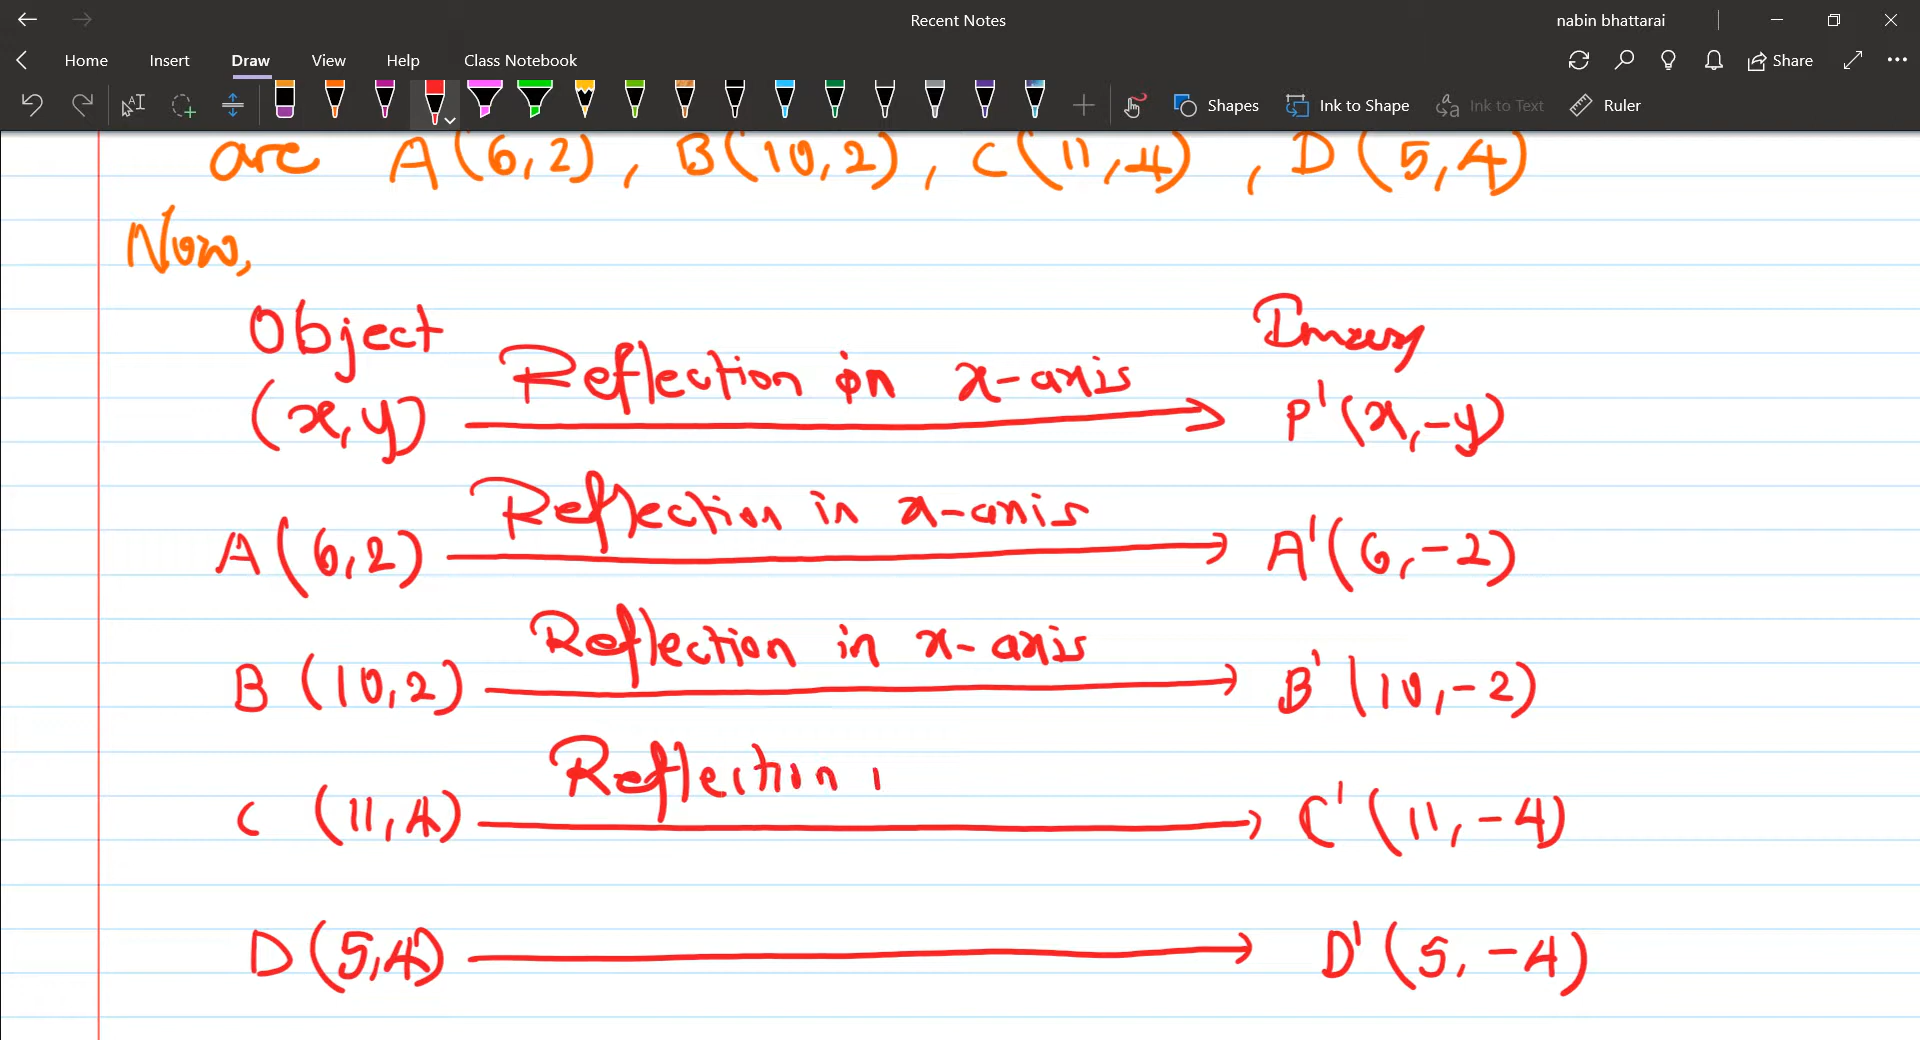 Recent Notes
nabin bhattarai
Home Insert Draw View Help Class Notebook
Share
Shapes Ink to Shape Ink to Text Ruler
are A(6,2), B(10,2), C(11,4), D(5,4)
Now,
Object Image
(x,y) Reflection on x-axis P'(x,-y)
A(6,2) Reflection in x-axis A'(6,-2)
B(10,2) Reflection in x-axis B'(10,-2)
C (11,4) Reflection ı C'(11,-4)
D(5,4) D'(5,-4)